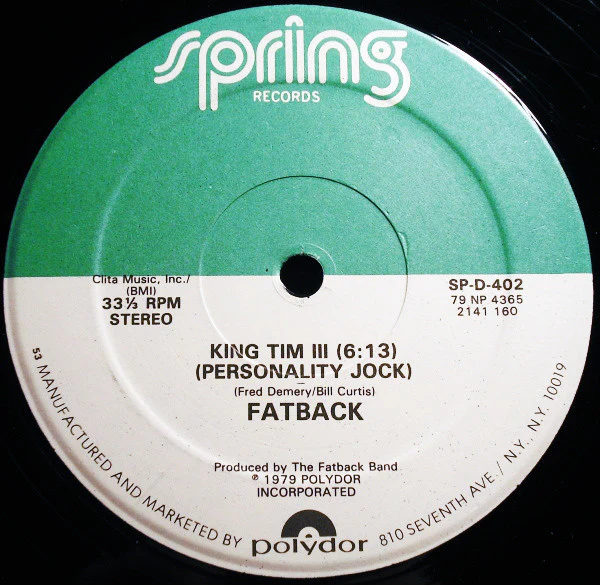 spring
RECORDS
Clita Music, Inc./
(BMI)
33⅓ RPM
STEREO
SP-D-402
79 NP 4365
2141 160
KING TIM III (6:13)
(PERSONALITY JOCK)
(Fred Demery/Bill Curtis)
FATBACK
Produced by The Fatback Band
℗ 1979 POLYDOR
INCORPORATED
53 MANUFACTURED AND MARKETED BY polydor 810 SEVENTH AVE. / N.Y., N.Y. 10019